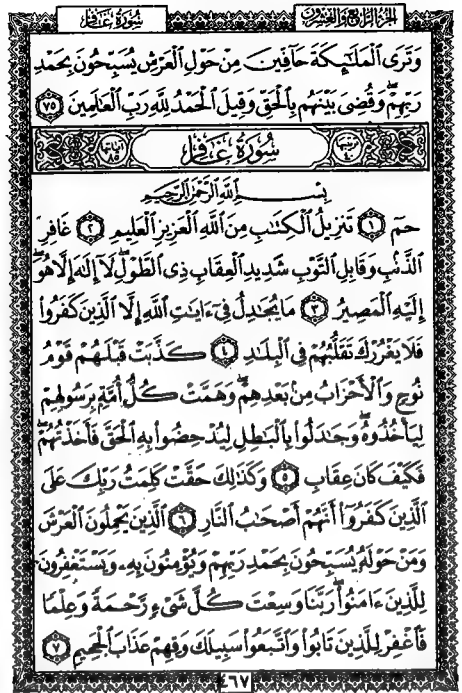 الجزء الرابع والعشرون سورة غافر
وَتَرَى ٱلْمَلَٰٓئِكَةَ حَآفِّينَ مِنْ حَوْلِ ٱلْعَرْشِ يُسَبِّحُونَ بِحَمْدِ
رَبِّهِمْ ۖ وَقُضِىَ بَيْنَهُم بِٱلْحَقِّ وَقِيلَ ٱلْحَمْدُ لِلَّهِ رَبِّ ٱلْعَٰلَمِينَ ٧٥
ترتيبها ٤٠ سُورَةُ غَافِرٍ آياتها ٨٥
بِسْمِ ٱللَّهِ ٱلرَّحْمَٰنِ ٱلرَّحِيمِ
حمٓ ١ تَنزِيلُ ٱلْكِتَٰبِ مِنَ ٱللَّهِ ٱلْعَزِيزِ ٱلْعَلِيمِ ٢ غَافِرِ
ٱلذَّنۢبِ وَقَابِلِ ٱلتَّوْبِ شَدِيدِ ٱلْعِقَابِ ذِى ٱلطَّوْلِ ۖ لَآ إِلَٰهَ إِلَّا هُوَ ۖ
إِلَيْهِ ٱلْمَصِيرُ ٣ مَا يُجَٰدِلُ فِىٓ ءَايَٰتِ ٱللَّهِ إِلَّا ٱلَّذِينَ كَفَرُوا۟
فَلَا يَغْرُرْكَ تَقَلُّبُهُمْ فِى ٱلْبِلَٰدِ ٤ كَذَّبَتْ قَبْلَهُمْ قَوْمُ
نُوحٍ وَٱلْأَحْزَابُ مِنۢ بَعْدِهِمْ ۖ وَهَمَّتْ كُلُّ أُمَّةٍۭ بِرَسُولِهِمْ
لِيَأْخُذُوهُ ۖ وَجَٰدَلُوا۟ بِٱلْبَٰطِلِ لِيُدْحِضُوا۟ بِهِ ٱلْحَقَّ فَأَخَذْتُهُمْ ۖ
فَكَيْفَ كَانَ عِقَابِ ٥ وَكَذَٰلِكَ حَقَّتْ كَلِمَتُ رَبِّكَ عَلَى
ٱلَّذِينَ كَفَرُوٓا۟ أَنَّهُمْ أَصْحَٰبُ ٱلنَّارِ ٦ ٱلَّذِينَ يَحْمِلُونَ ٱلْعَرْشَ
وَمَنْ حَوْلَهُۥ يُسَبِّحُونَ بِحَمْدِ رَبِّهِمْ وَيُؤْمِنُونَ بِهِۦ وَيَسْتَغْفِرُونَ
لِلَّذِينَ ءَامَنُوا۟ رَبَّنَا وَسِعْتَ كُلَّ شَىْءٍ رَّحْمَةً وَعِلْمًا
فَٱغْفِرْ لِلَّذِينَ تَابُوا۟ وَٱتَّبَعُوا۟ سَبِيلَكَ وَقِهِمْ عَذَابَ ٱلْجَحِيمِ ٧
٤٦٧